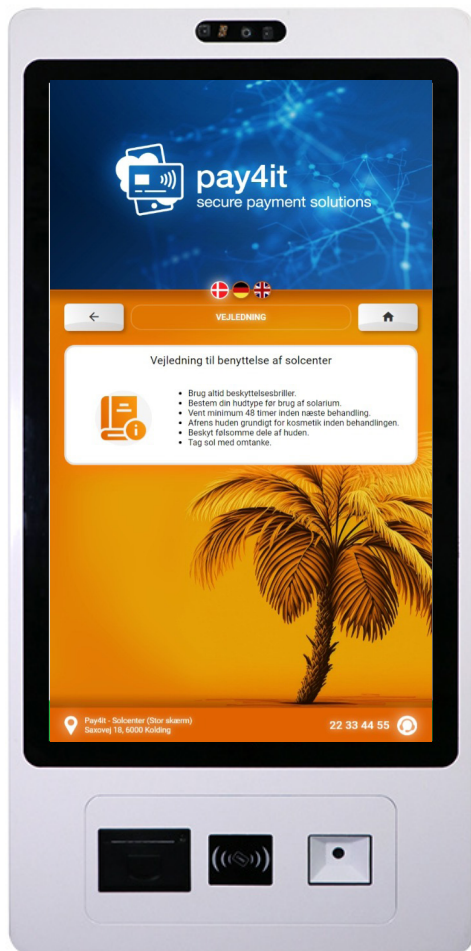 pay4it
secure payment solutions
VEJLEDNING
Vejledning til benyttelse af solcenter
Brug altid beskyttelsesbriller.
Bestem din hudtype før brug af solarium.
Vent minimum 48 timer inden næste behandling.
Afrens huden grundigt for kosmetik inden behandlingen.
Beskyt følsomme dele af huden.
Tag sol med omtanke.
Pay4it - Solcenter (Stor skærm)
Saxovej 18, 6000 Kolding
22 33 44 55